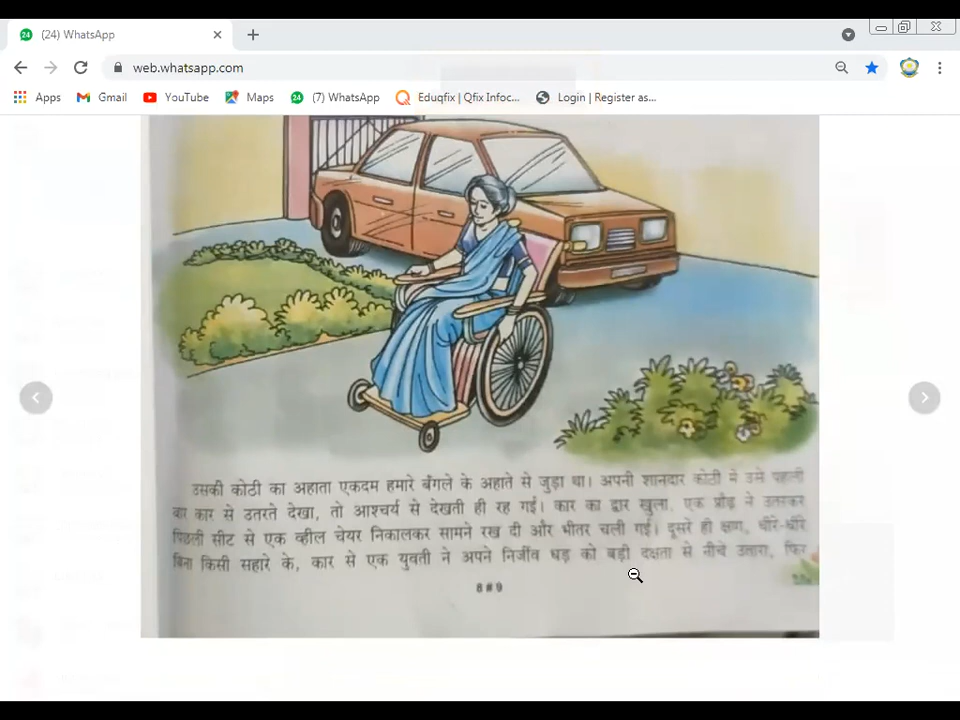 (24) WhatsApp
web.whatsapp.com
Apps
Gmail
YouTube
Maps
(7) WhatsApp
Eduqfix | Qfix Infoc...
Login | Register as...
उसकी कोठी का अहाता एकदम हमारे बँगले के अहाते से जुड़ा था। अपनी शानदार कोठी में उसे पहली
बार कार से उतरते देखा, तो आश्चर्य से देखती ही रह गई। कार का द्वार खुला, एक प्रौढ़ ने उतरकर
पिछली सीट से एक व्हील चेयर निकालकर सामने रख दी और भीतर चली गई। दूसरे ही क्षण, धीरे-धीरे
बिना किसी सहारे के, कार से एक युवती ने अपने निर्जीव धड़ को बड़ी दक्षता से नीचे उतारा, फिर